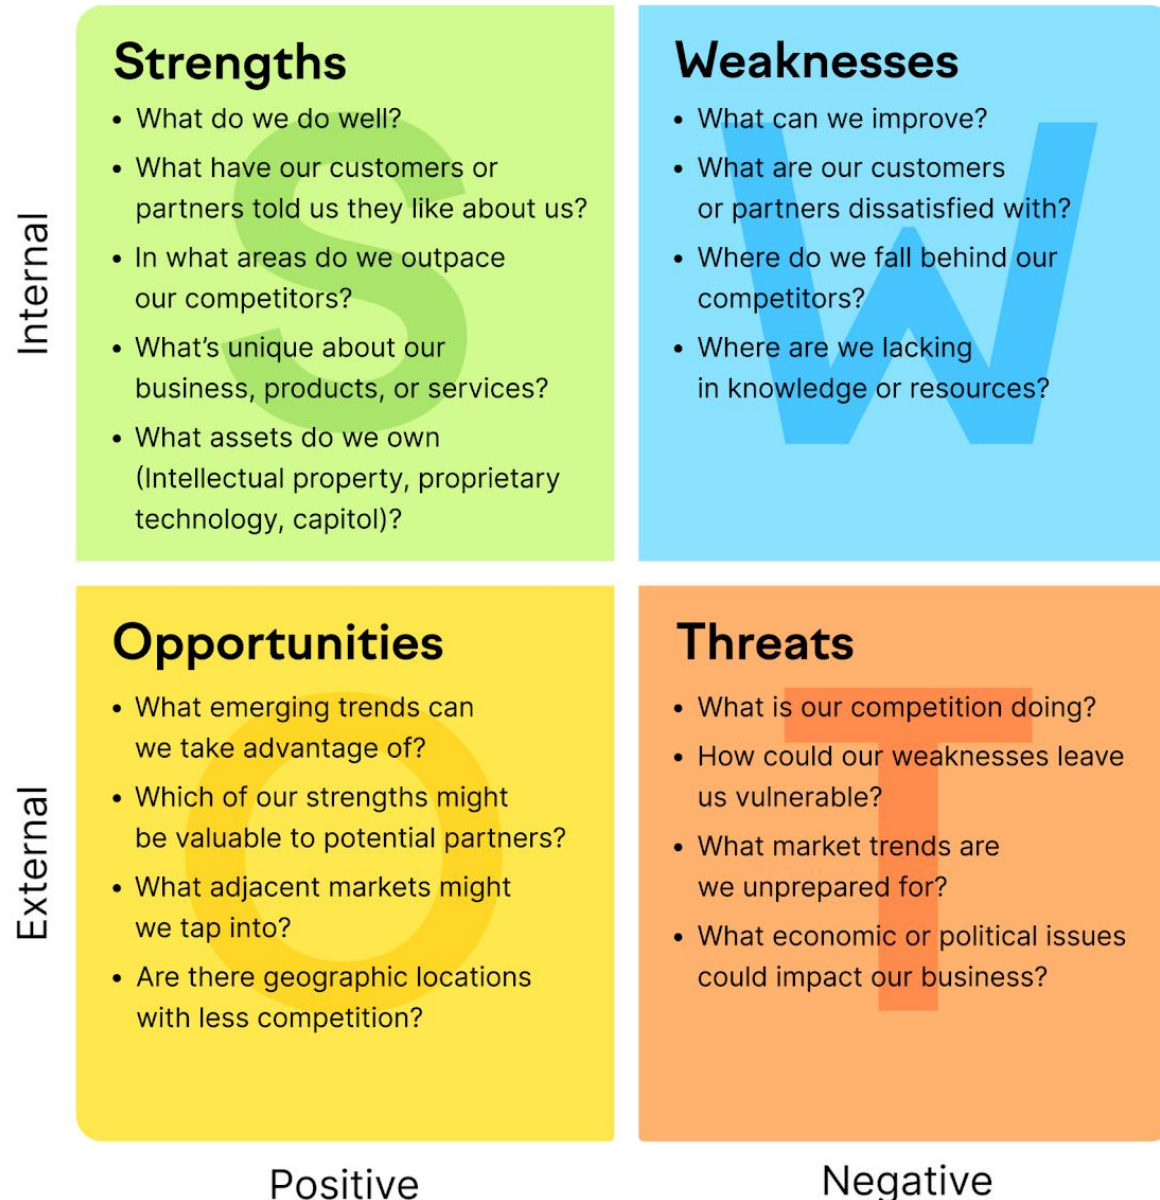 Internal
Strengths
• What do we do well?
• What have our customers or
partners told us they like about us?
• In what areas do we outpace
our competitors?
• What’s unique about our
business, products, or services?
• What assets do we own
(Intellectual property, proprietary
technology, capitol)?
S
Weaknesses
• What can we improve?
• What are our customers
or partners dissatisfied with?
• Where do we fall behind our
competitors?
• Where are we lacking
in knowledge or resources?
W
External
Opportunities
• What emerging trends can
we take advantage of?
• Which of our strengths might
be valuable to potential partners?
• What adjacent markets might
we tap into?
• Are there geographic locations
with less competition?
O
Threats
• What is our competition doing?
• How could our weaknesses leave
us vulnerable?
• What market trends are
we unprepared for?
• What economic or political issues
could impact our business?
T
Positive
Negative